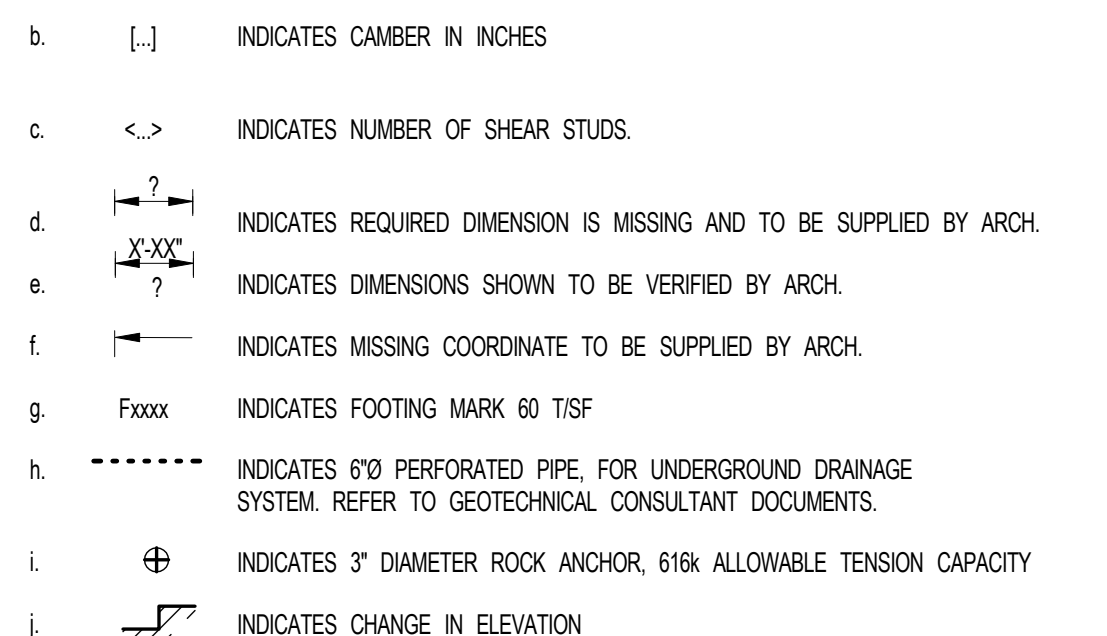 b. [...] INDICATES CAMBER IN INCHES
c. <...> INDICATES NUMBER OF SHEAR STUDS.
?
d. INDICATES REQUIRED DIMENSION IS MISSING AND TO BE SUPPLIED BY ARCH.
X'-XX"
e. ? INDICATES DIMENSIONS SHOWN TO BE VERIFIED BY ARCH.
f. INDICATES MISSING COORDINATE TO BE SUPPLIED BY ARCH.
g. Fxxxx INDICATES FOOTING MARK 60 T/SF
h. INDICATES 6"Ø PERFORATED PIPE, FOR UNDERGROUND DRAINAGE
SYSTEM. REFER TO GEOTECHNICAL CONSULTANT DOCUMENTS.
i. INDICATES 3" DIAMETER ROCK ANCHOR, 616k ALLOWABLE TENSION CAPACITY
j. INDICATES CHANGE IN ELEVATION